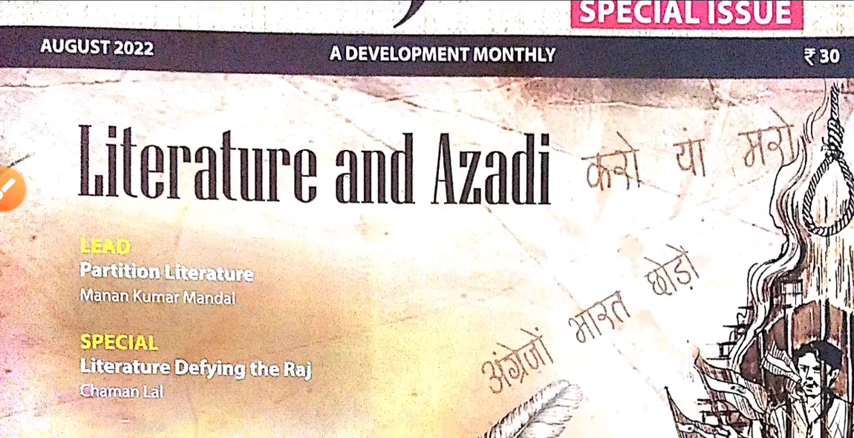 SPECIAL ISSUE
AUGUST 2022
A DEVELOPMENT MONTHLY
₹ 30
Literature and Azadi
करो यां मरो
LEAD
Partition Literature
Manan Kumar Mandal
अंग्रेजों भारत छोड़ों
SPECIAL
Literature Defying the Raj
Chaman Lal